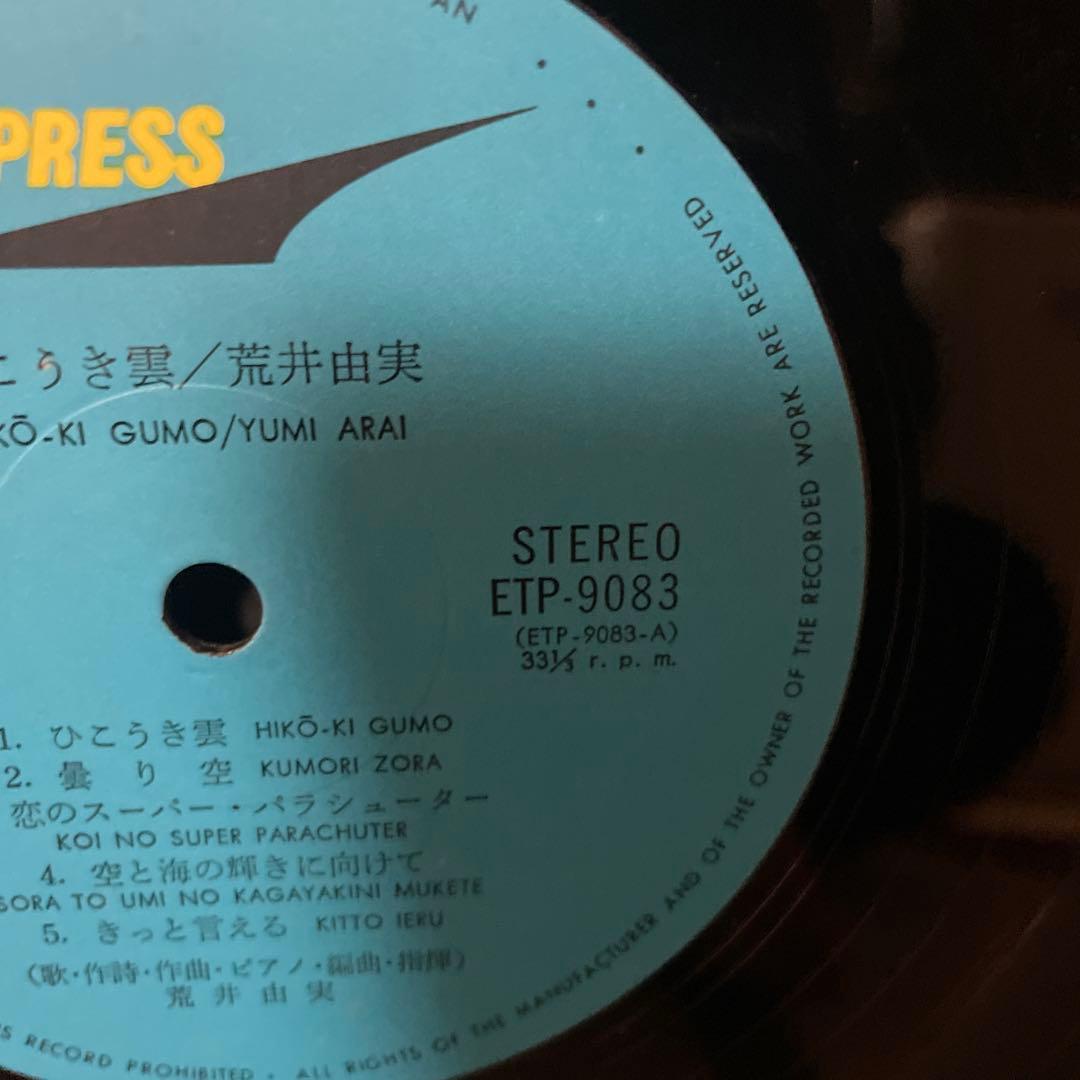 AN
PRESS
こうき雲/荒井由実
KŌ-KI GUMO/YUMI ARAI
STEREO
ETP-9083
(ETP-9083-A)
33⅓ r. p. m.
1. ひこうき雲 HIKŌ-KI GUMO
2. 曇り空 KUMORI ZORA
恋のスーパー・パラシューター
KOI NO SUPER PARACHUTER
4. 空と海の輝きに向けて
SORA TO UMI NO KAGAYAKINI MUKETE
5. きっと言える KITTO IERU
(歌・作詩・作曲・ピアノ・編曲・指揮)
荒井由実
S RECORD PROHIBITED . ALL RIGHTS OF THE MANUFACTURER AND OF THE OWNER OF THE RECORDED WORK ARE RESERVED